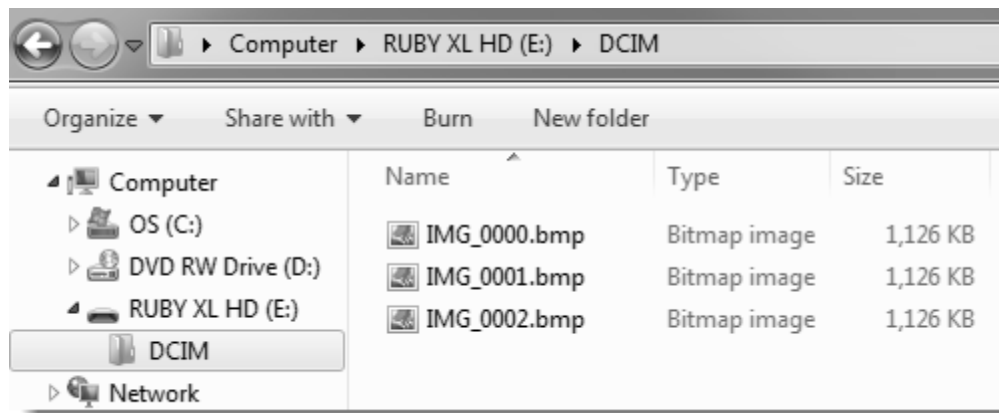 Computer RUBY XL HD (E:) DCIM
Organize Share with Burn New folder
Computer
OS (C:)
DVD RW Drive (D:)
RUBY XL HD (E:)
DCIM
Network
Name Type Size
IMG_0000.bmp Bitmap image 1,126 KB
IMG_0001.bmp Bitmap image 1,126 KB
IMG_0002.bmp Bitmap image 1,126 KB